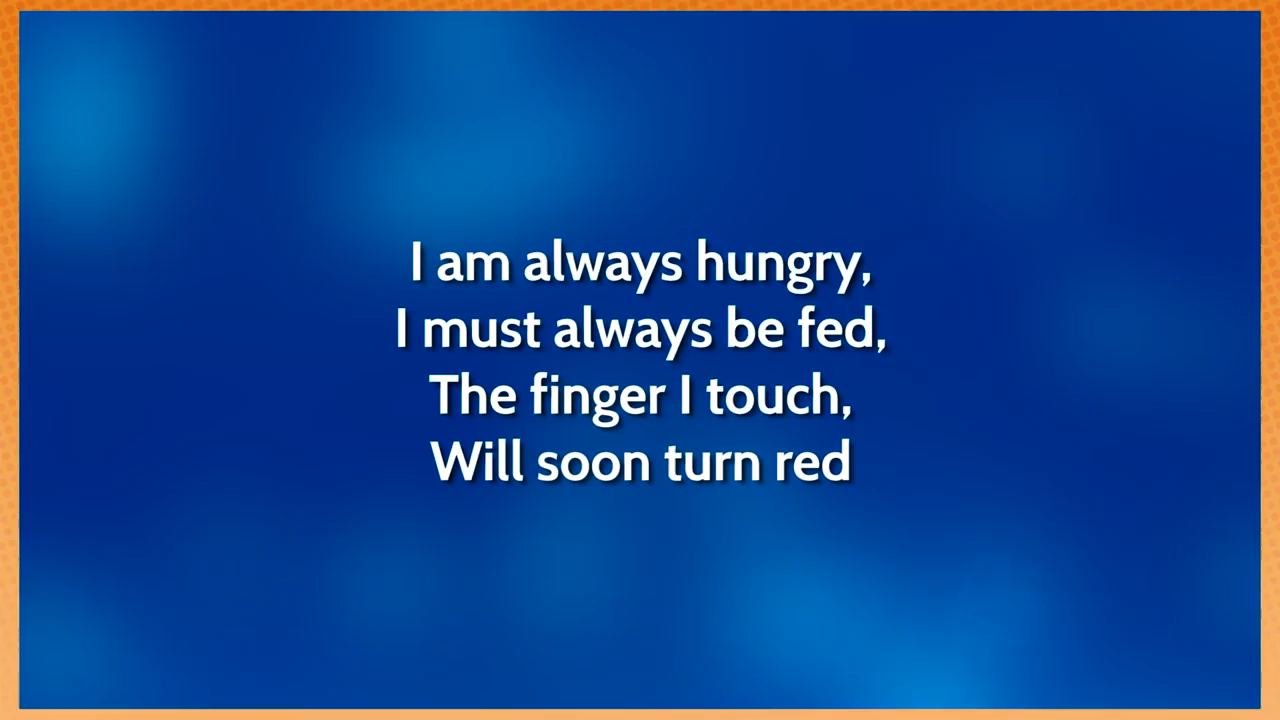 I am always hungry,
I must always be fed,
The finger I touch,
Will soon turn red